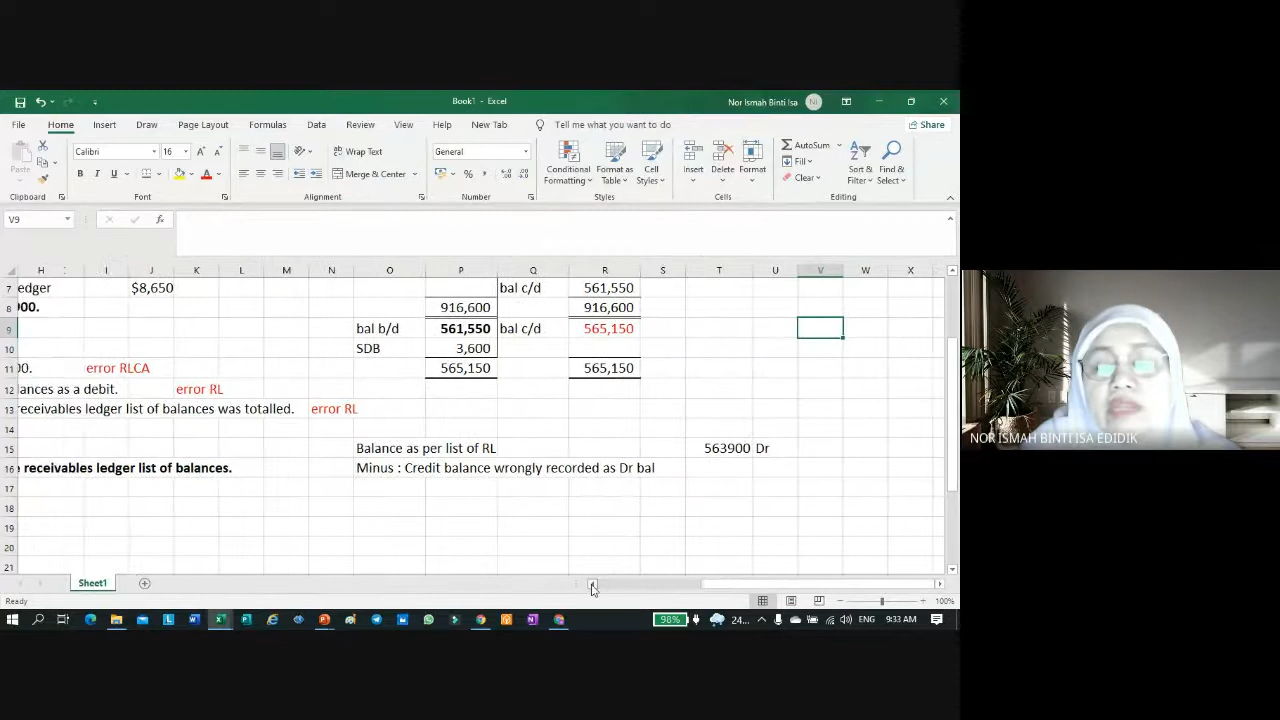 Book1 - Excel
Nor Ismah Binti Isa NI
File Home Insert Draw Page Layout Formulas Data Review View Help New Tab Tell me what you want to do Share
Paste
Calibri 16
B I U
Wrap Text
Merge & Center
General
Conditional Formatting
Format as Table
Cell Styles
Insert Delete Format
AutoSum
Fill
Clear
Sort & Filter
Find & Select
Clipboard Font Alignment Number Styles Cells Editing
V9 fx
H I J K L M N O P Q R S T U V W X
7 edger $8,650 bal c/d 561,550
8 00. 916,600 916,600
9 bal b/d 561,550 bal c/d 565,150
10 SDB 3,600
11 00. error RLCA 565,150 565,150
12 lances as a debit. error RL
13 receivables ledger list of balances was totalled. error RL
14
15 Balance as per list of RL 563900 Dr
16 e receivables ledger list of balances. Minus : Credit balance wrongly recorded as Dr bal
17
18
19
20
21
Sheet1
Ready 100%
98% 24... ENG 9:33 AM
NOR ISMAH BINTI ISA EDIDIK